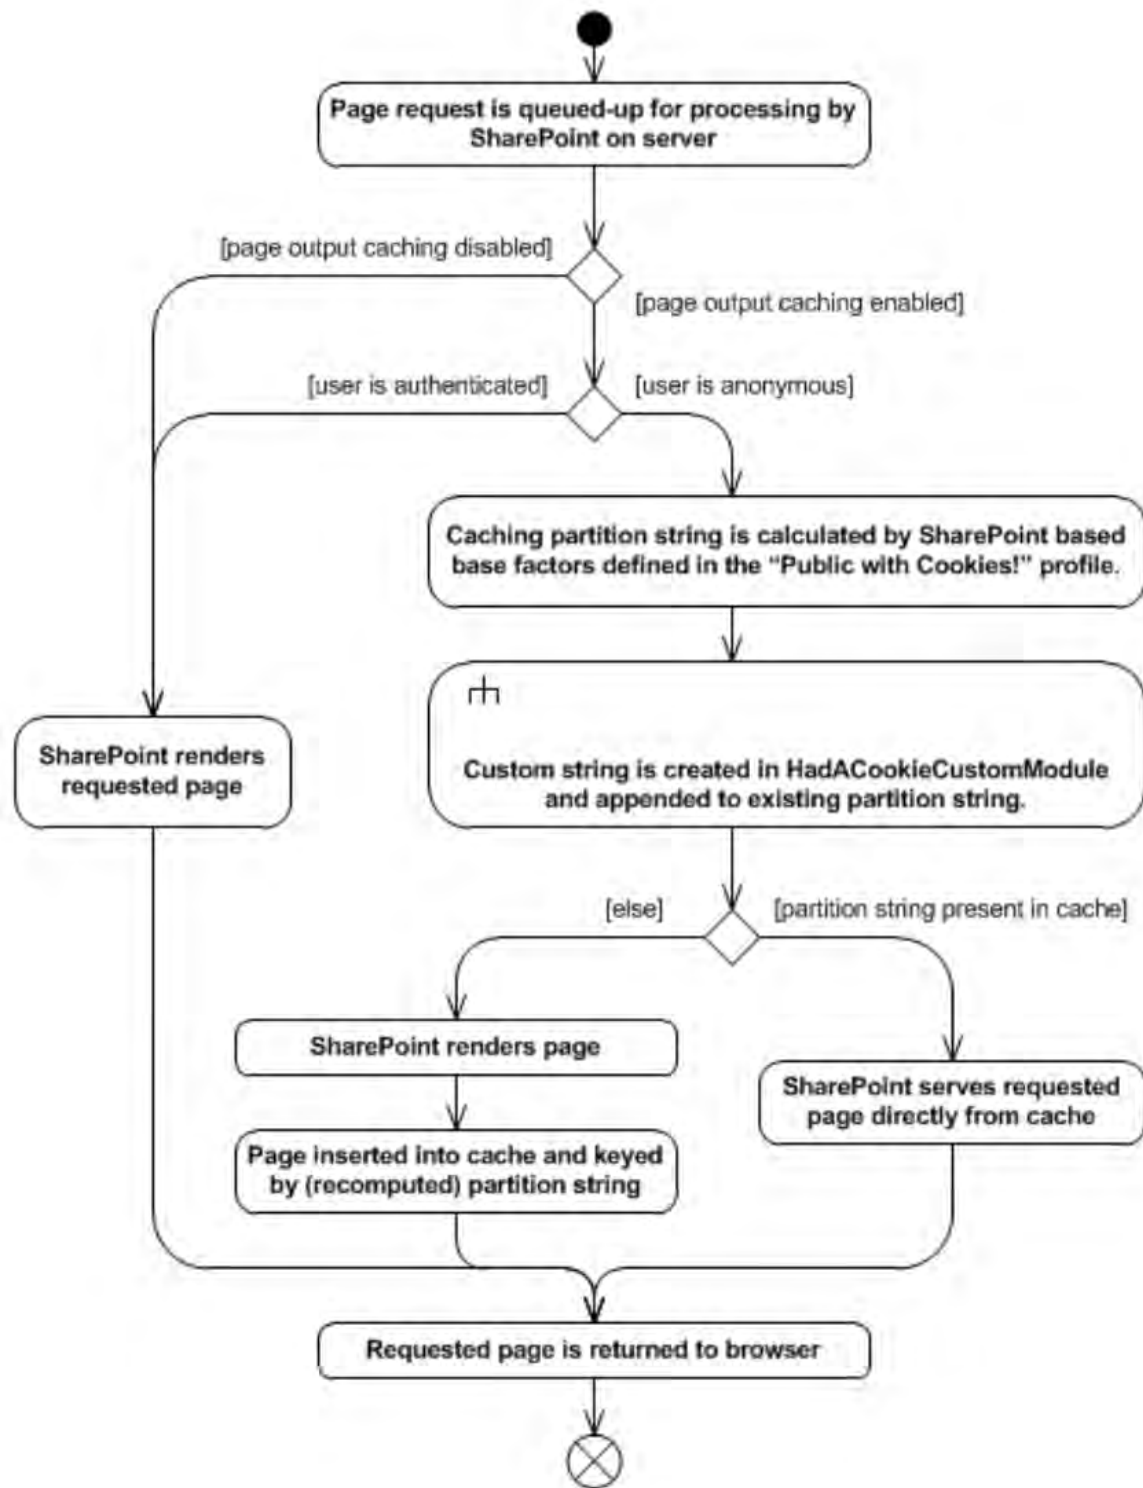 Page request is queued-up for processing by
SharePoint on server
[page output caching disabled]
[page output caching enabled]
[user is authenticated]
[user is anonymous]
Caching partition string is calculated by SharePoint based
base factors defined in the “Public with Cookies!” profile.
SharePoint renders
requested page
Custom string is created in HadACookieCustomModule
and appended to existing partition string.
[else]
[partition string present in cache]
SharePoint renders page
SharePoint serves requested
page directly from cache
Page inserted into cache and keyed
by (recomputed) partition string
Requested page is returned to browser